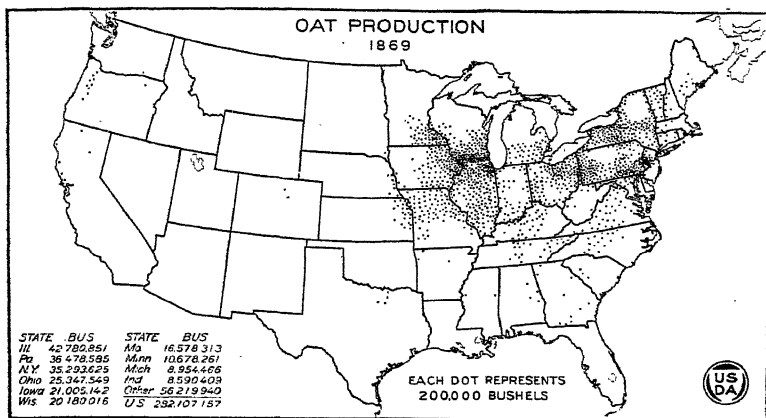 OAT PRODUCTION
1869
STATE BUS STATE BUS
Ill. 42 780,851 Mo 16,578 313
Pa 36 478,585 Minn 10,678,261
N.Y. 35,293,625 Mich 8,954,466
Ohio 25,347,549 Ind 8,590,409
Iowa 21,005,142 Other 56,219,940
Wis. 20 180 016 U S 282,107 157
EACH DOT REPRESENTS
200,000 BUSHELS
US
DA